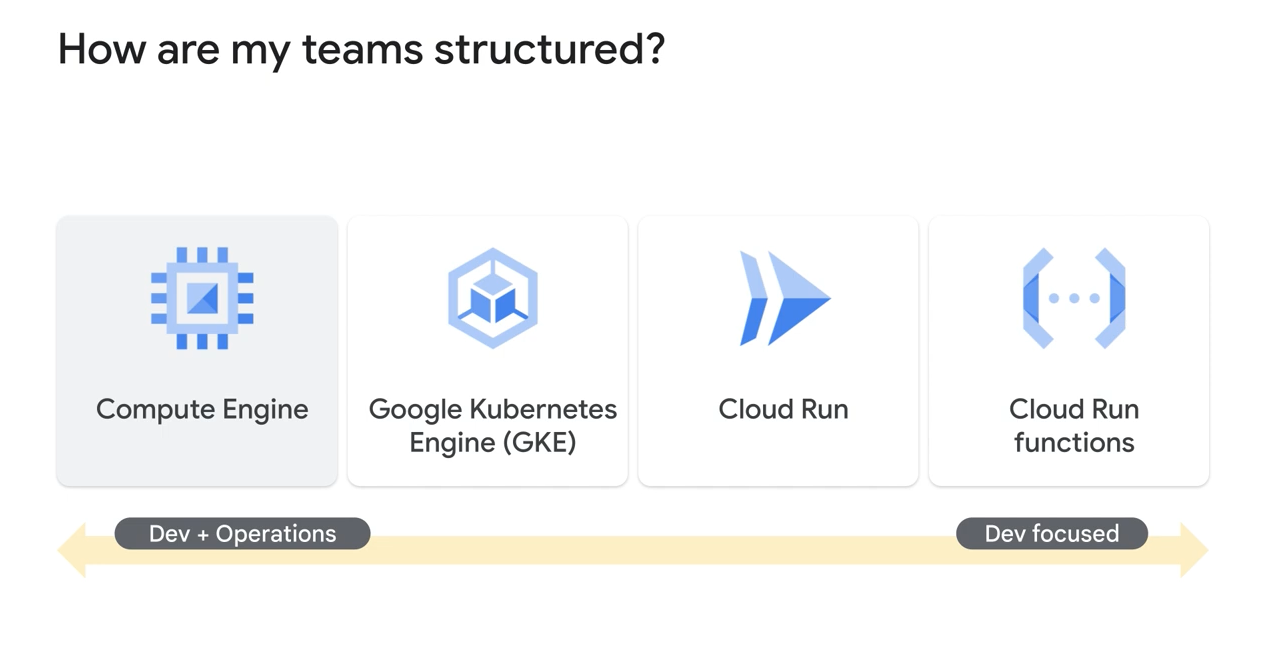 How are my teams structured?
Compute Engine
Google Kubernetes
Engine (GKE)
Cloud Run
Cloud Run
functions
Dev + Operations
Dev focused